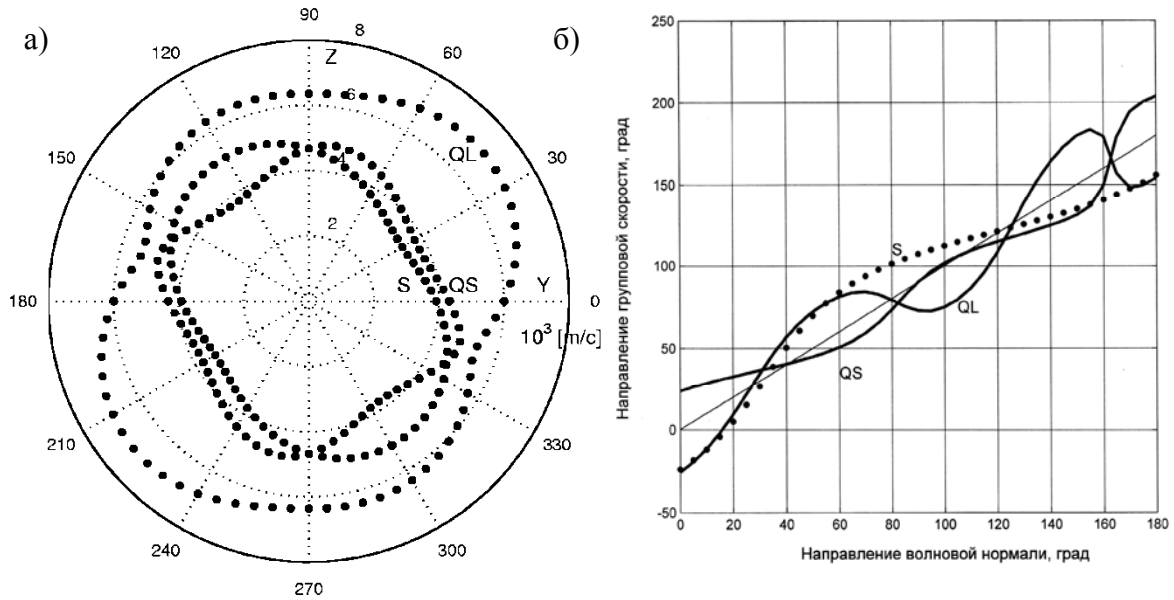 а)
90
8
Z
120
60
6
QL
150
30
4
2
S
QS
Y
180
0
10³ [m/c]
210
330
240
300
270
б)
Направление групповой скорости, град
250
200
150
100
50
0
-50
S
QL
QS
0
20
40
60
80
100
120
140
160
180
Направление волновой нормали, град